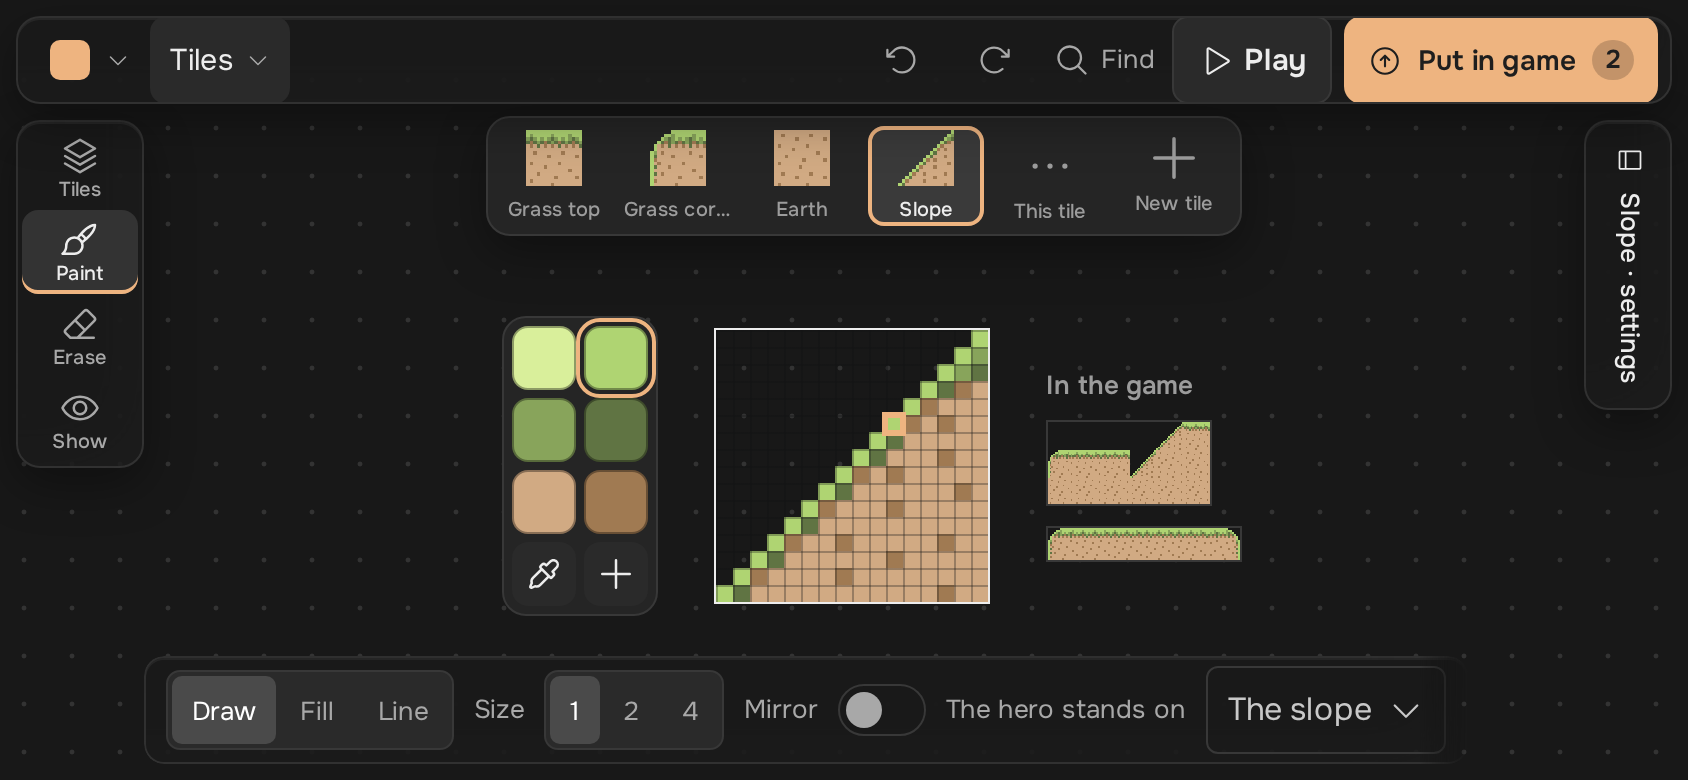 Tiles
Find
Play
Put in game
2
Tiles
Paint
Erase
Show
Grass top
Grass cor...
Earth
Slope
This tile
New tile
Slope · settings
In the game
Draw
Fill
Line
Size
1
2
4
Mirror
The hero stands on
The slope